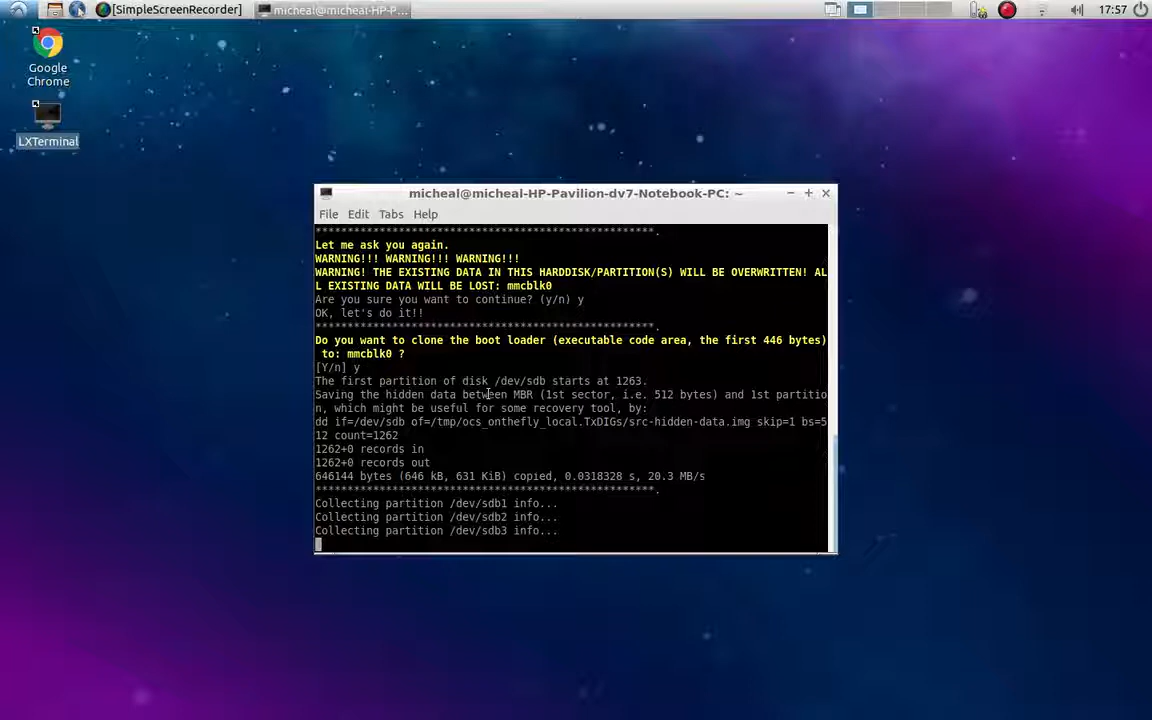 [SimpleScreenRecorder]
micheal@micheal-HP-P...
17:57
Google
Chrome
LXTerminal
micheal@micheal-HP-Pavilion-dv7-Notebook-PC: ~
File Edit Tabs Help
*****************************************************.
Let me ask you again.
WARNING!!! WARNING!!! WARNING!!!
WARNING! THE EXISTING DATA IN THIS HARDDISK/PARTITION(S) WILL BE OVERWRITTEN! AL
L EXISTING DATA WILL BE LOST: mmcblk0
Are you sure you want to continue? (y/n) y
OK, let's do it!!
*****************************************************.
Do you want to clone the boot loader (executable code area, the first 446 bytes)
to: mmcblk0 ?
[Y/n] y
The first partition of disk /dev/sdb starts at 1263.
Saving the hidden data between MBR (1st sector, i.e. 512 bytes) and 1st partitio
n, which might be useful for some recovery tool, by:
dd if=/dev/sdb of=/tmp/ocs_onthefly_local.TxDIGs/src-hidden-data.img skip=1 bs=5
12 count=1262
1262+0 records in
1262+0 records out
646144 bytes (646 kB, 631 KiB) copied, 0.0318328 s, 20.3 MB/s
*****************************************************.
Collecting partition /dev/sdb1 info...
Collecting partition /dev/sdb2 info...
Collecting partition /dev/sdb3 info...